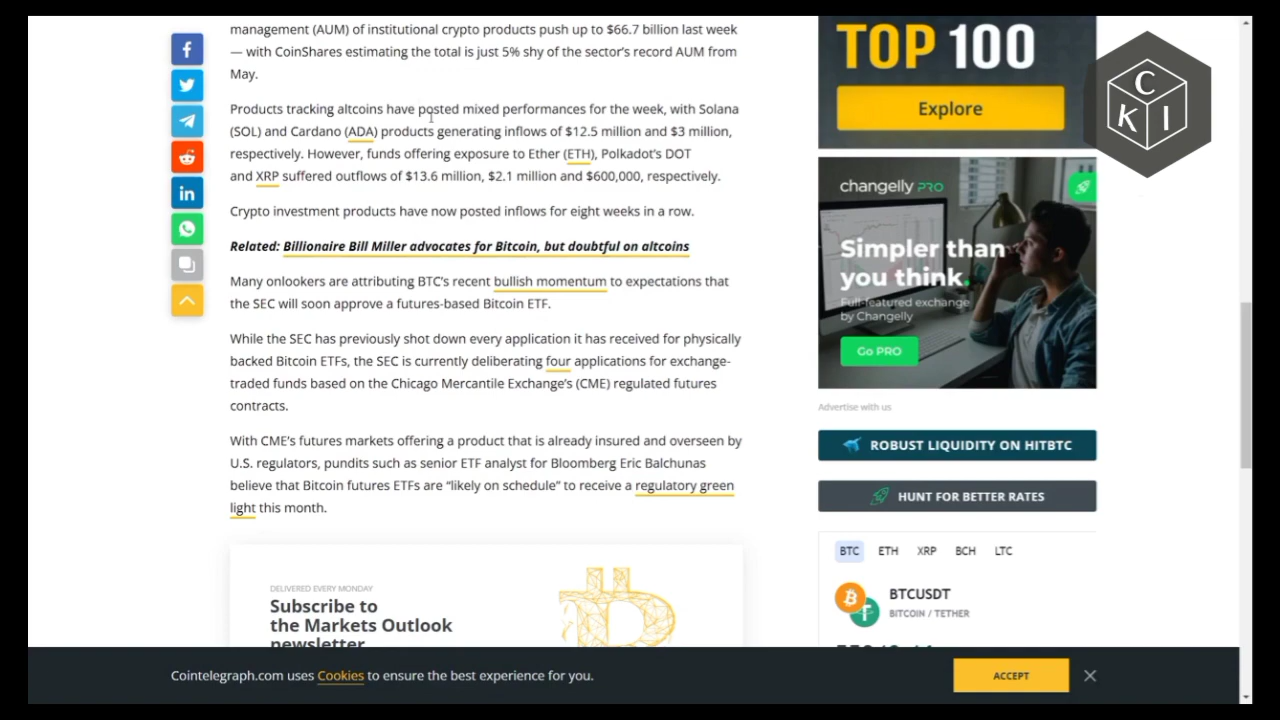 management (AUM) of institutional crypto products push up to $66.7 billion last week
— with CoinShares estimating the total is just 5% shy of the sector's record AUM from
May.
Products tracking altcoins have posted mixed performances for the week, with Solana
(SOL) and Cardano (ADA) products generating inflows of $12.5 million and $3 million,
respectively. However, funds offering exposure to Ether (ETH), Polkadot's DOT
and XRP suffered outflows of $13.6 million, $2.1 million and $600,000, respectively.
Crypto investment products have now posted inflows for eight weeks in a row.
Related: Billionaire Bill Miller advocates for Bitcoin, but doubtful on altcoins
Many onlookers are attributing BTC's recent bullish momentum to expectations that
the SEC will soon approve a futures-based Bitcoin ETF.
While the SEC has previously shot down every application it has received for physically
backed Bitcoin ETFs, the SEC is currently deliberating four applications for exchange-
traded funds based on the Chicago Mercantile Exchange's (CME) regulated futures
contracts.
With CME's futures markets offering a product that is already insured and overseen by
U.S. regulators, pundits such as senior ETF analyst for Bloomberg Eric Balchunas
believe that Bitcoin futures ETFs are “likely on schedule” to receive a regulatory green
light this month.
DELIVERED EVERY MONDAY
Subscribe to
the Markets Outlook
newsletter
TOP 100
Explore
CKI
changelly PRO
Simpler than
you think.
Full-featured exchange
by Changelly
Go PRO
Advertise with us
ROBUST LIQUIDITY ON HITBTC
HUNT FOR BETTER RATES
BTC ETH XRP BCH LTC
BTCUSDT
BITCOIN / TETHER
Cointelegraph.com uses Cookies to ensure the best experience for you.
ACCEPT